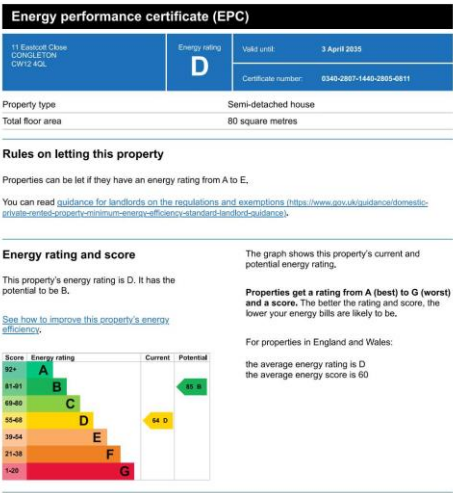 Energy performance certificate (EPC)
11 Eastcott Close
CONGLETON
CW12 4QL
Energy rating
D
Valid until:
3 April 2035
Certificate number:
0340-2807-1440-2805-6811
Property type
Semi-detached house
Total floor area
80 square metres
Rules on letting this property
Properties can be let if they have an energy rating from A to E.
You can read guidance for landlords on the regulations and exemptions (https://www.gov.uk/guidance/domestic-
private-rented-property-minimum-energy-efficiency-standard-landlord-guidance).
Energy rating and score
This property's energy rating is D. It has the
potential to be B.
See how to improve this property's energy
efficiency.
Score Energy rating Current Potential
92+ A
81-91 B 85 B
69-80 C
55-68 D 64 D
39-54 E
21-38 F
1-20 G
The graph shows this property's current and
potential energy rating.
Properties get a rating from A (best) to G (worst)
and a score. The better the rating and score, the
lower your energy bills are likely to be.
For properties in England and Wales:
the average energy rating is D
the average energy score is 60